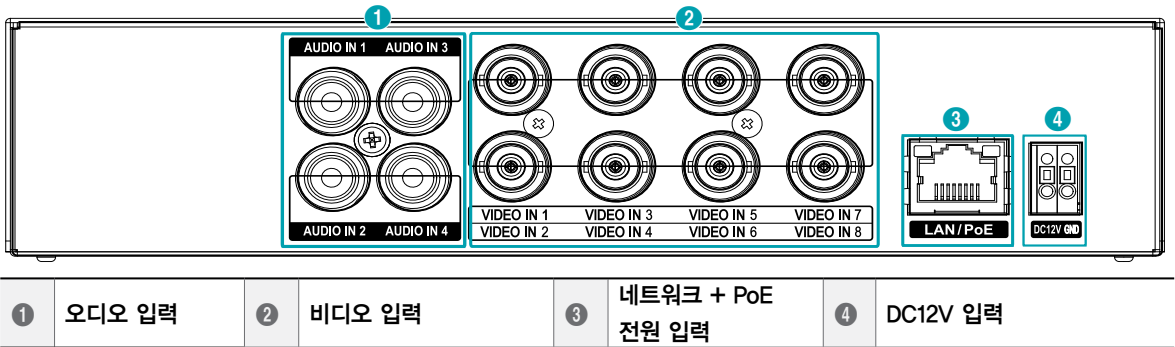 1 2
AUDIO IN 1 AUDIO IN 3
3 4
VIDEO IN 1 VIDEO IN 3 VIDEO IN 5 VIDEO IN 7
AUDIO IN 2 AUDIO IN 4 VIDEO IN 2 VIDEO IN 4 VIDEO IN 6 VIDEO IN 8
LAN/PoE DC12V GND
1 오디오 입력 2 비디오 입력 3 네트워크 + PoE
전원 입력 4 DC12V 입력